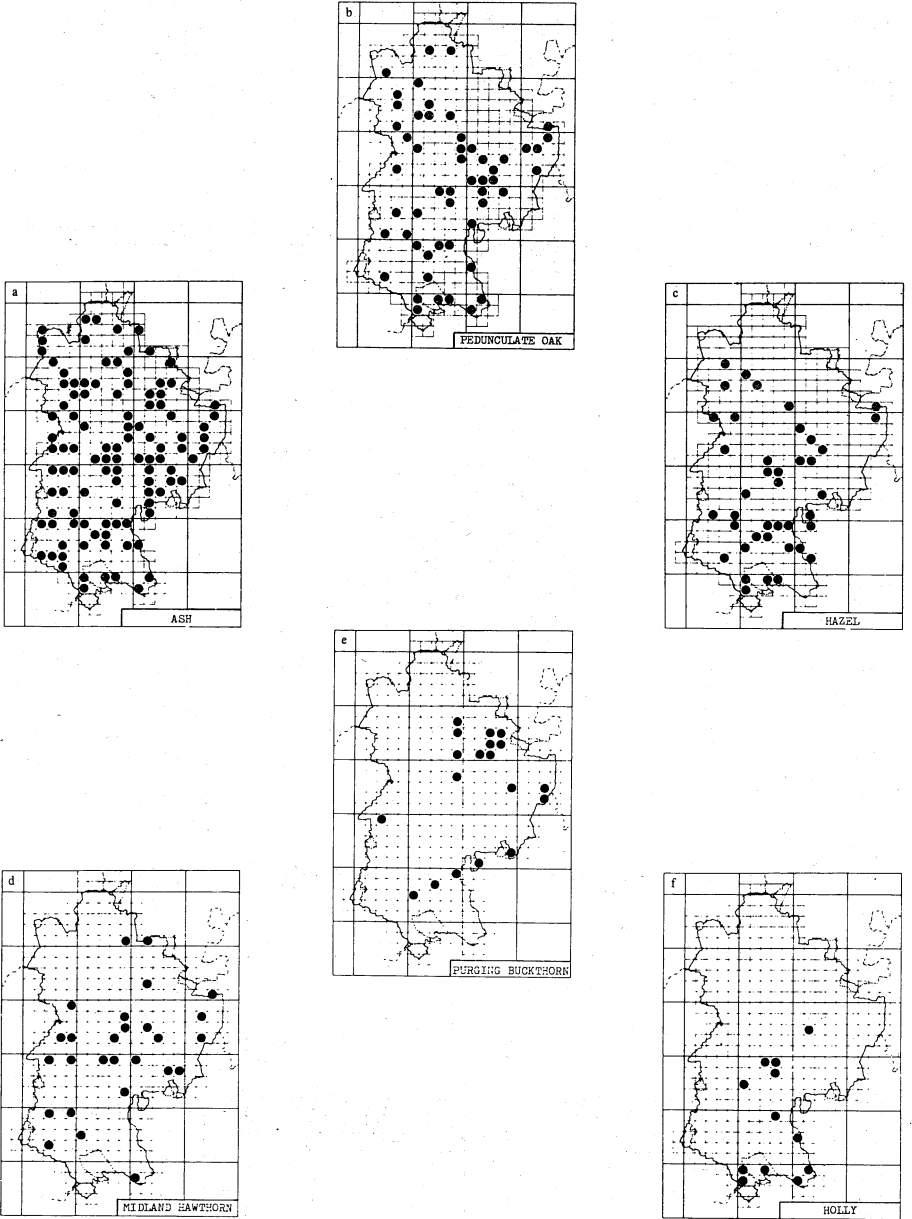 b
PEDUNCULATE OAK
a
ASH
c
HAZEL
e
PURGING BUCKTHORN
d
MIDLAND HAWTHORN
f
HOLLY